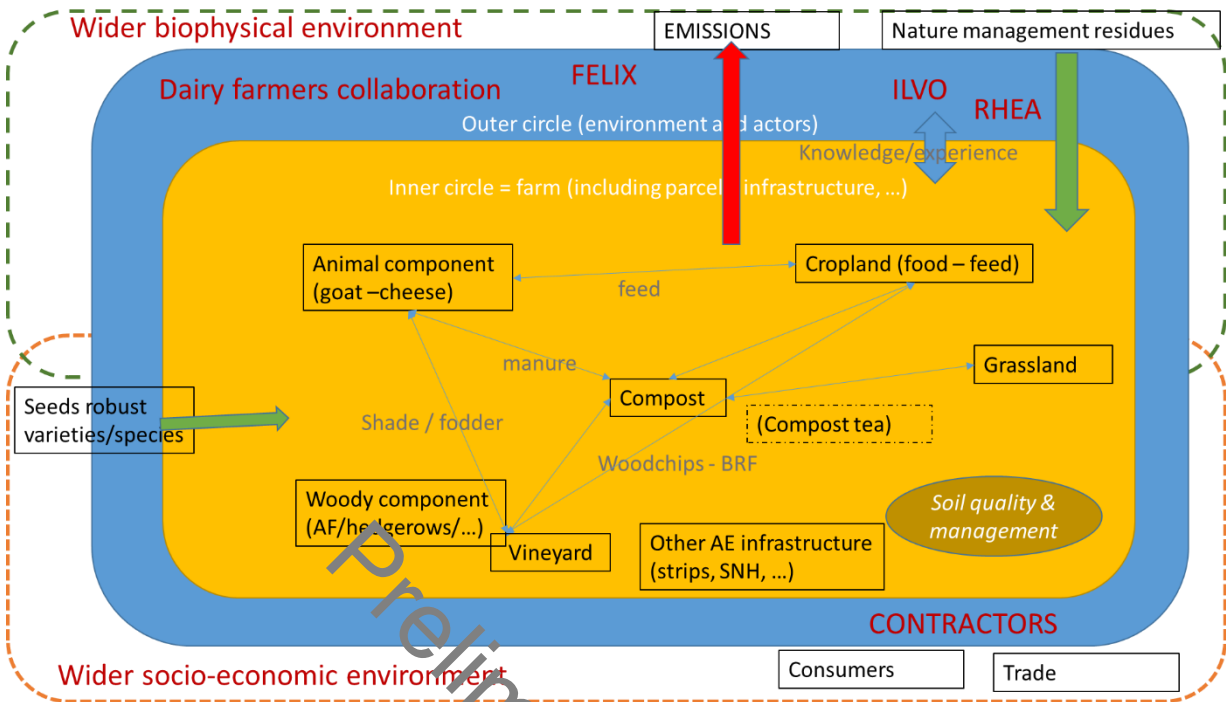 Wider biophysical environment
EMISSIONS
Nature management residues
FELIX
ILVO
Dairy farmers collaboration
RHEA
Outer circle (environment and actors)
Knowledge/experience
Inner circle = farm (including parcel infrastructure, …)
Animal component
(goat –cheese)
Cropland (food – feed)
feed
manure
Grassland
Compost
Seeds robust
varieties/species
Shade / fodder
(Compost tea)
Woodchips - BRF
Woody component
(AF/hedgerows/…)
Soil quality &
management
Vineyard
Other AE infrastructure
(strips, SNH, …)
Prelim
CONTRACTORS
Wider socio-economic environment
Consumers
Trade